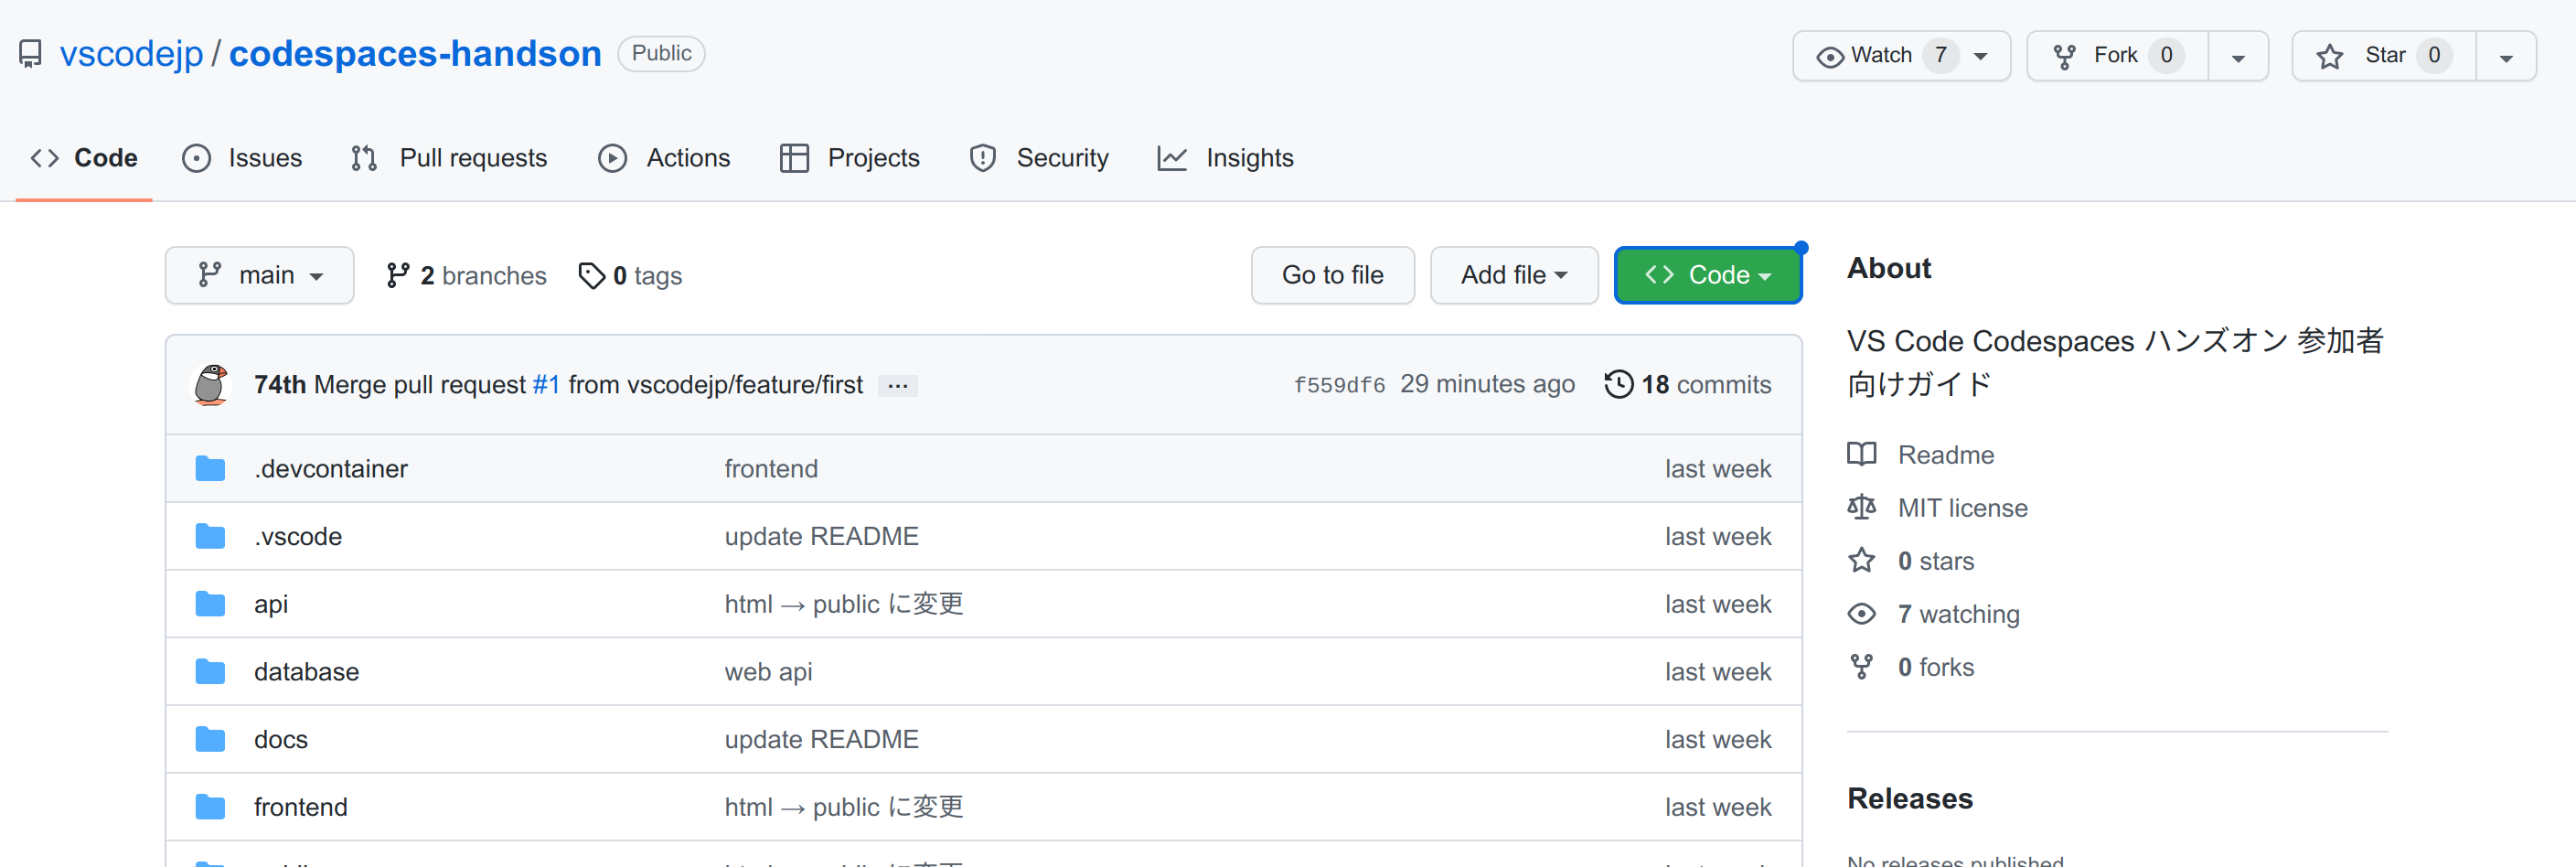 vscodejp / codespaces-handson Public Watch 7 Fork 0 Star 0
Code Issues Pull requests Actions Projects Security Insights
main 2 branches 0 tags Go to file Add file Code
74th Merge pull request #1 from vscodejp/feature/first ... f559df6 29 minutes ago 18 commits
.devcontainer frontend last week
.vscode update README last week
api html → public に変更 last week
database web api last week
docs update README last week
frontend html → public に変更 last week
About
VS Code Codespaces ハンズオン 参加者
向けガイド
Readme
MIT license
0 stars
7 watching
0 forks
Releases
No releases published